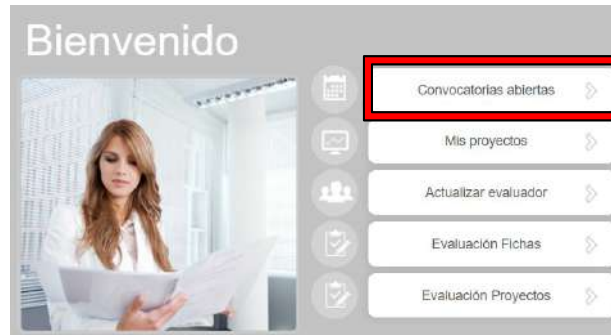 Bienvenido
Convocatorias abiertas
Mis proyectos
Actualizar evaluador
Evaluación Fichas
Evaluación Proyectos